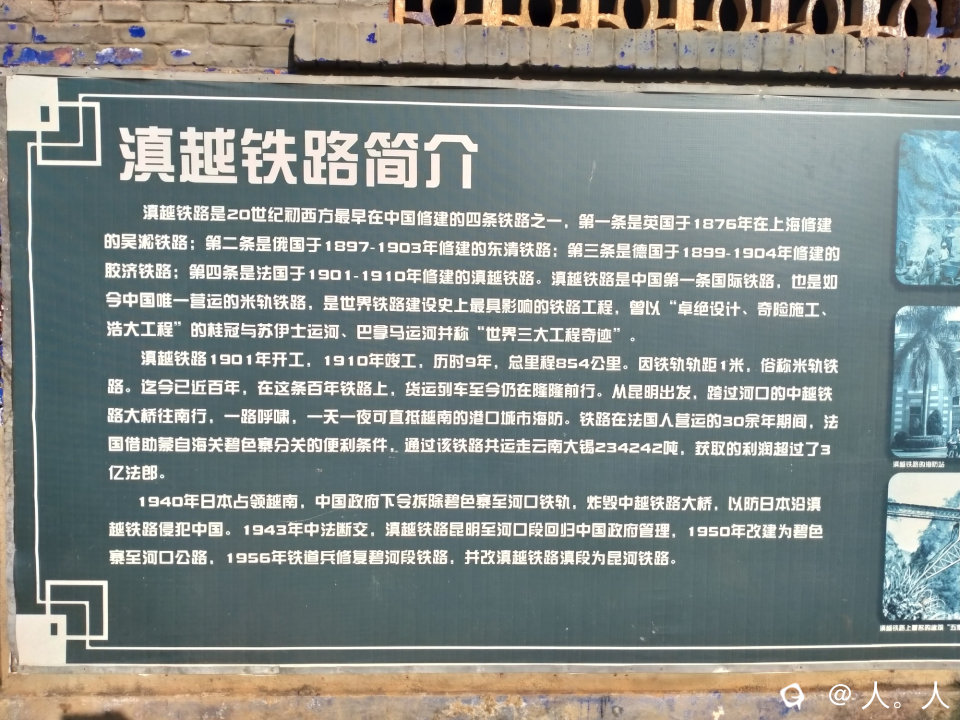 滇越铁路简介
滇越铁路是20世纪初西方最早在中国修建的四条铁路之一，第一条是英国于1876年在上海修建
的吴淞铁路；第二条是俄国于1897-1903年修建的东清铁路；第三条是德国于1899-1904年修建的
胶济铁路；第四条是法国于1901-1910年修建的滇越铁路。滇越铁路是中国第一条国际铁路，也是如
今中国唯一营运的米轨铁路，是世界铁路建设史上最具影响的铁路工程，曾以“卓绝设计、奇险施工、
浩大工程”的桂冠与苏伊士运河、巴拿马运河并称“世界三大工程奇迹”。
滇越铁路1901年开工，1910年竣工，历时9年，总里程854公里。因铁轨轨距1米，俗称米轨铁
路。迄今已近百年，在这条百年铁路上，货运列车至今仍在隆隆前行。从昆明出发，跨过河口的中越铁
路大桥往南行，一路呼啸，一天一夜可直抵越南的港口城市海防。铁路在法国人营运的30余年期间，法
国借助蒙自海关碧色寨分关的便利条件，通过该铁路共运走云南大锡234242吨，获取的利润超过了3
亿法郎。
1940年日本占领越南，中国政府下令拆除碧色寨至河口铁轨，炸毁中越铁路大桥，以防日本沿滇
越铁路侵犯中国。1943年中法断交，滇越铁路昆明至河口段回归中国政府管理，1950年改建为碧色
寨至河口公路，1956年铁道兵修复碧河段铁路，并改滇越铁路滇段为昆河铁路。
滇越铁路的海防站
滇越铁路上著名的
@人。人